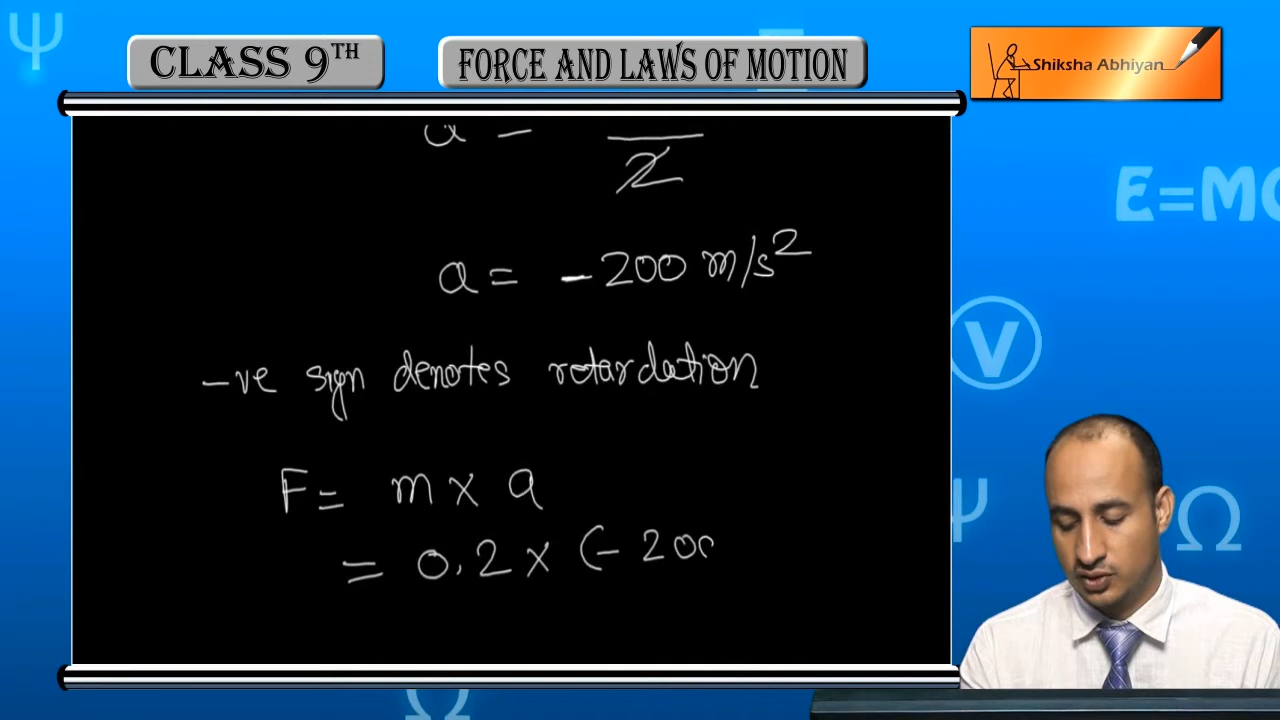 CLASS 9TH
FORCE AND LAWS OF MOTION
Shiksha Abhiyan
a =
2
a = -200 m/s²
-ve sign denotes retardation
F = m × a
= 0.2 × (-200
E=MC
V
Ψ
Ψ
Ω
Ω